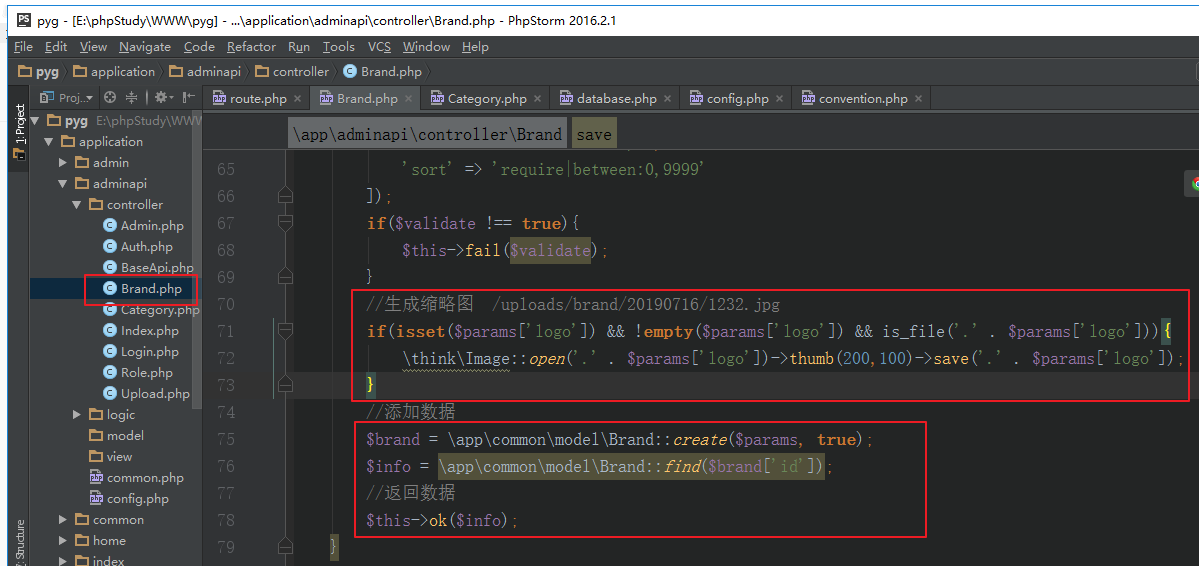 pyg - [E:\phpStudy\WWW\pyg] - ...\application\adminapi\controller\Brand.php - PhpStorm 2016.2.1
File Edit View Navigate Code Refactor Run Tools VCS Window Help
pyg application adminapi controller Brand.php
1: Project
Proj..
route.php Brand.php Category.php database.php config.php convention.php
pyg E:\phpStudy\WWW
application
admin
adminapi
controller
Admin.php
Auth.php
BaseApi.php
Brand.php
Category.php
Index.php
Login.php
Role.php
Upload.php
logic
model
view
common.php
config.php
common
home
index
Structure
\app\adminapi\controller\Brand save
65 'sort' => 'require|between:0,9999'
66 ]);
67 if($validate !== true){
68 $this->fail($validate);
69 }
70 //生成缩略图 /uploads/brand/20190716/1232.jpg
71 if(isset($params['logo']) && !empty($params['logo']) && is_file('.' . $params['logo'])){
72 \think\Image::open('.' . $params['logo'])->thumb(200,100)->save('.' . $params['logo']);
73 }
74 //添加数据
75 $brand = \app\common\model\Brand::create($params, true);
76 $info = \app\common\model\Brand::find($brand['id']);
77 //返回数据
78 $this->ok($info);
79 }